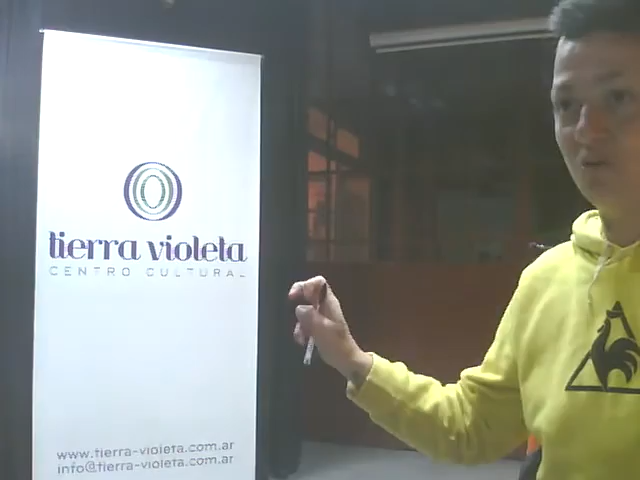 tierra violeta
CENTRO CULTURAL
www.tierra-violeta.com.ar
info@tierra-violeta.com.ar